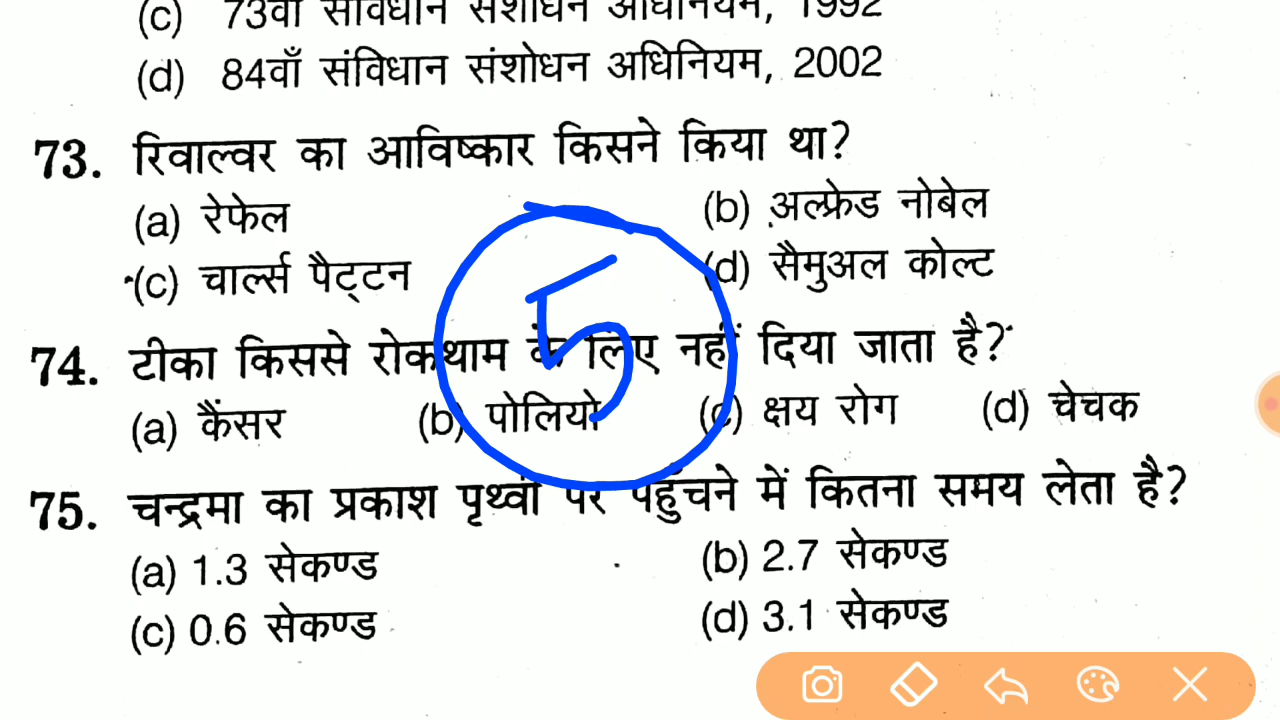 (c) 73वाँ संविधान संशोधन अधिनियम, 1992
(d) 84वाँ संविधान संशोधन अधिनियम, 2002
73. रिवाल्वर का आविष्कार किसने किया था?
(a) रेफेल (b) अल्फ्रेड नोबेल
(c) चार्ल्स पैट्टन (d) सैमुअल कोल्ट
5
74. टीका किससे रोकथाम के लिए नहीं दिया जाता है?
(a) कैंसर (b) पोलियो (c) क्षय रोग (d) चेचक
75. चन्द्रमा का प्रकाश पृथ्वी पर पहुँचने में कितना समय लेता है?
(a) 1.3 सेकण्ड (b) 2.7 सेकण्ड
(c) 0.6 सेकण्ड (d) 3.1 सेकण्ड